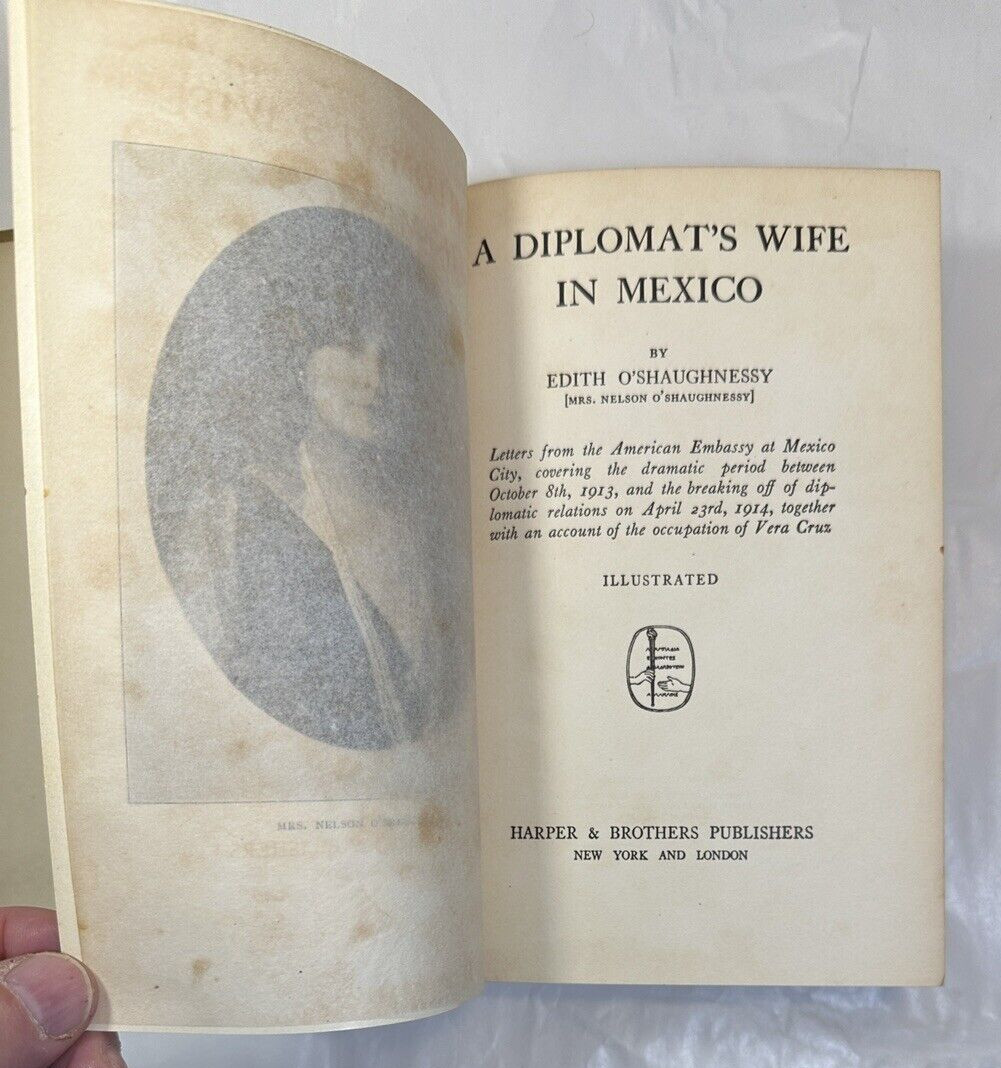 MRS. NELSON
A DIPLOMAT'S WIFE
IN MEXICO
BY
EDITH O'SHAUGHNESSY
[MRS. NELSON O'SHAUGHNESSY]
Letters from the American Embassy at Mexico
City, covering the dramatic period between
October 8th, 1913, and the breaking off of dip-
lomatic relations on April 23rd, 1914, together
with an account of the occupation of Vera Cruz
ILLUSTRATED
HARPER & BROTHERS PUBLISHERS
NEW YORK AND LONDON